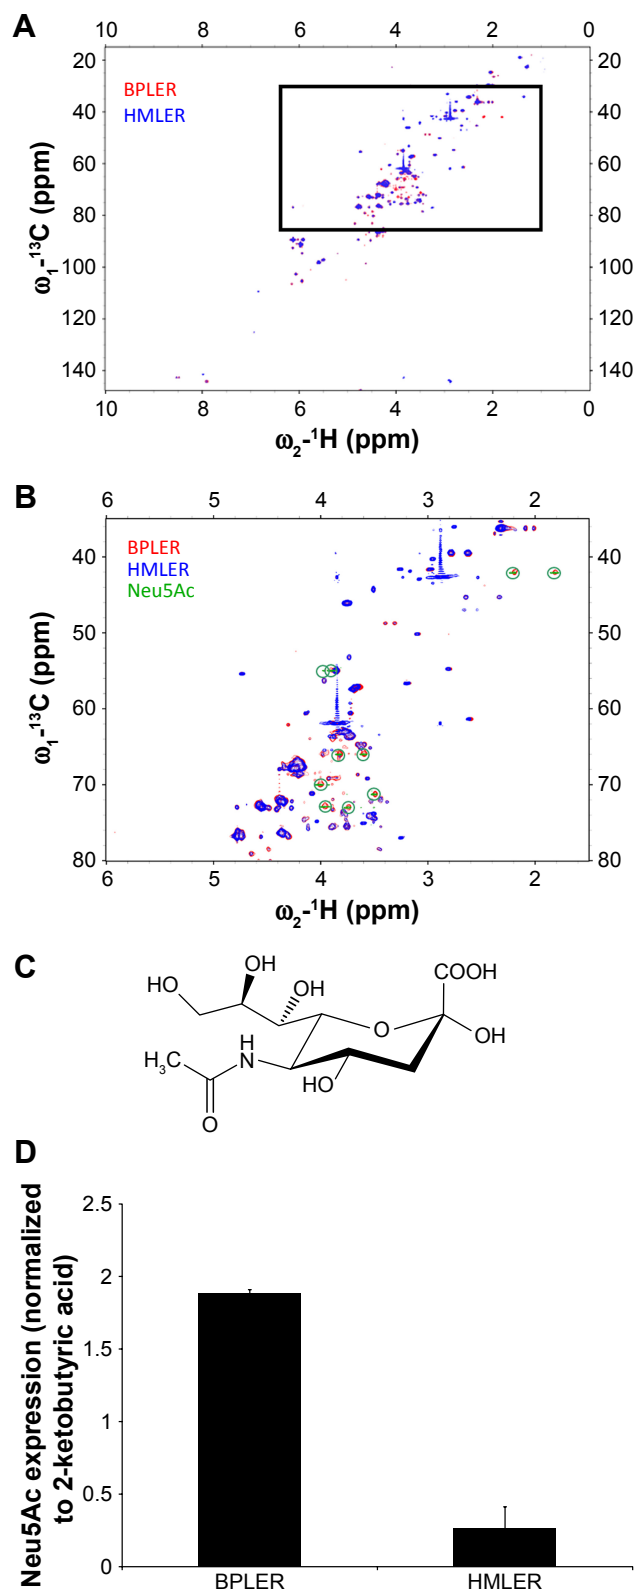 A
10 8 6 4 2 0
BPLER
HMLER
20 20
40 40
60 60
80 80
100 100
120 120
140 140
ω1-13C (ppm)
10 8 6 4 2 0
ω2-1H (ppm)
B
6 5 4 3 2
BPLER
HMLER
Neu5Ac
40 40
50 50
60 60
70 70
80 80
ω1-13C (ppm)
6 5 4 3 2
ω2-1H (ppm)
C
HO
OH
OH
COOH
O
OH
H
N
H3C
HO
O
D
Neu5Ac expression (normalized
to 2-ketobutyric acid)
2.5
2
1.5
1
0.5
0
BPLER HMLER